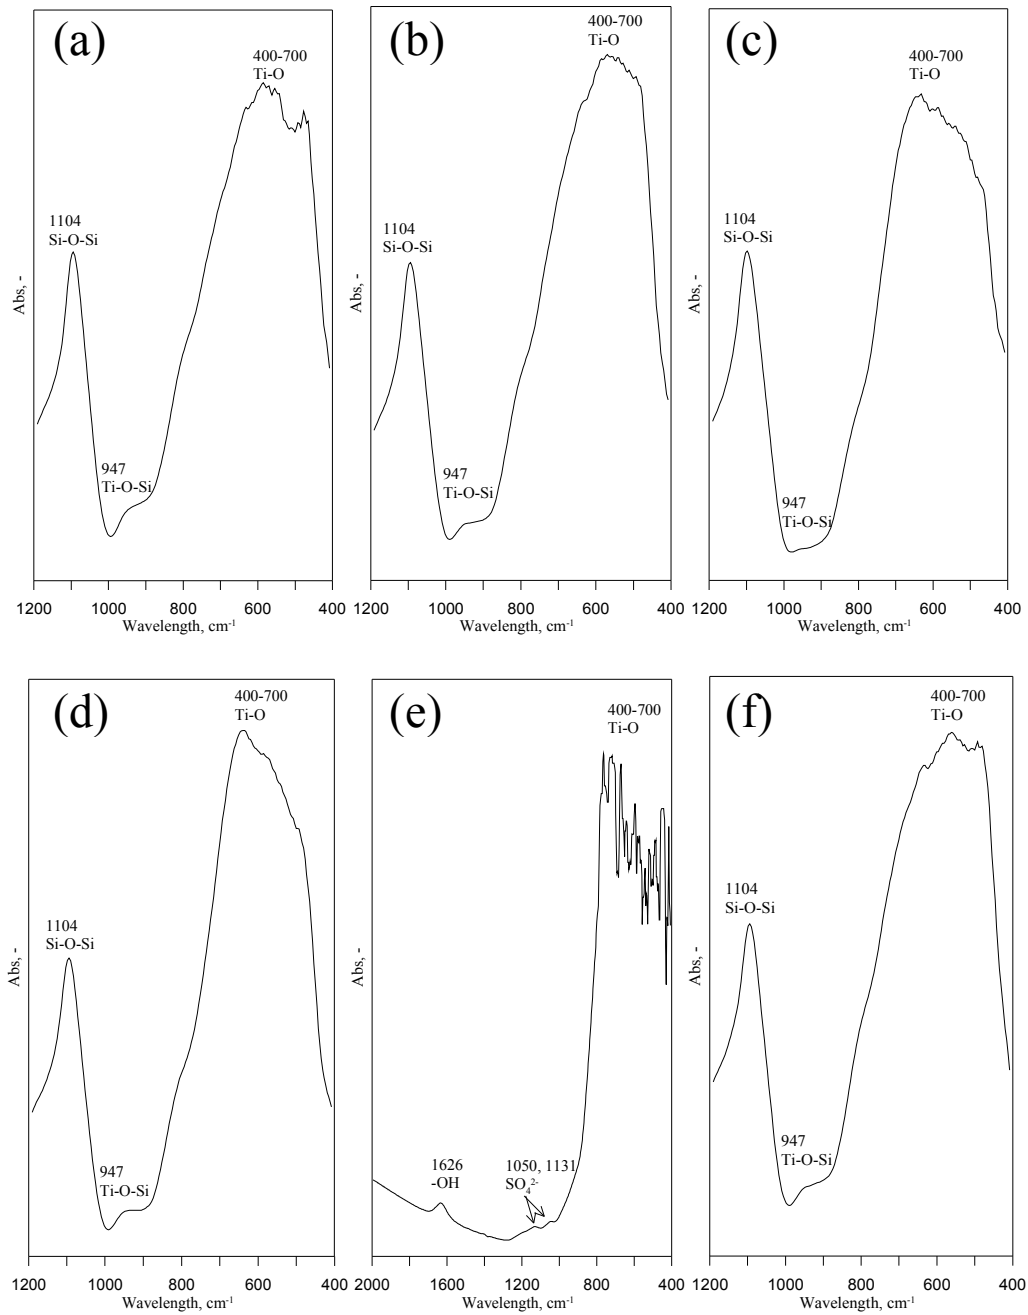 (a)
400-700
Ti-O
1104
Si-O-Si
947
Ti-O-Si
Abs, -
1200 1000 800 600 400
Wavelength, cm⁻¹
(b)
400-700
Ti-O
1104
Si-O-Si
947
Ti-O-Si
Abs, -
1200 1000 800 600 400
Wavelength, cm⁻¹
(c)
400-700
Ti-O
1104
Si-O-Si
947
Ti-O-Si
Abs, -
1200 1000 800 600 400
Wavelength, cm⁻¹
(d)
400-700
Ti-O
1104
Si-O-Si
947
Ti-O-Si
Abs, -
1200 1000 800 600 400
Wavelength, cm⁻¹
(e)
400-700
Ti-O
1626
-OH
1050, 1131
SO₄²⁻
Abs, -
2000 1600 1200 800 400
Wavelength, cm⁻¹
(f)
400-700
Ti-O
1104
Si-O-Si
947
Ti-O-Si
Abs, -
1200 1000 800 600 400
Wavelength, cm⁻¹